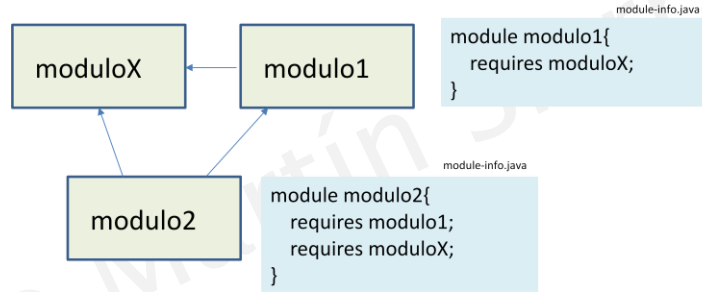 module-info.java
moduloX
modulo1
module modulo1{
requires moduloX;
}
module-info.java
modulo2
module modulo2{
requires modulo1;
requires moduloX;
}
Martín